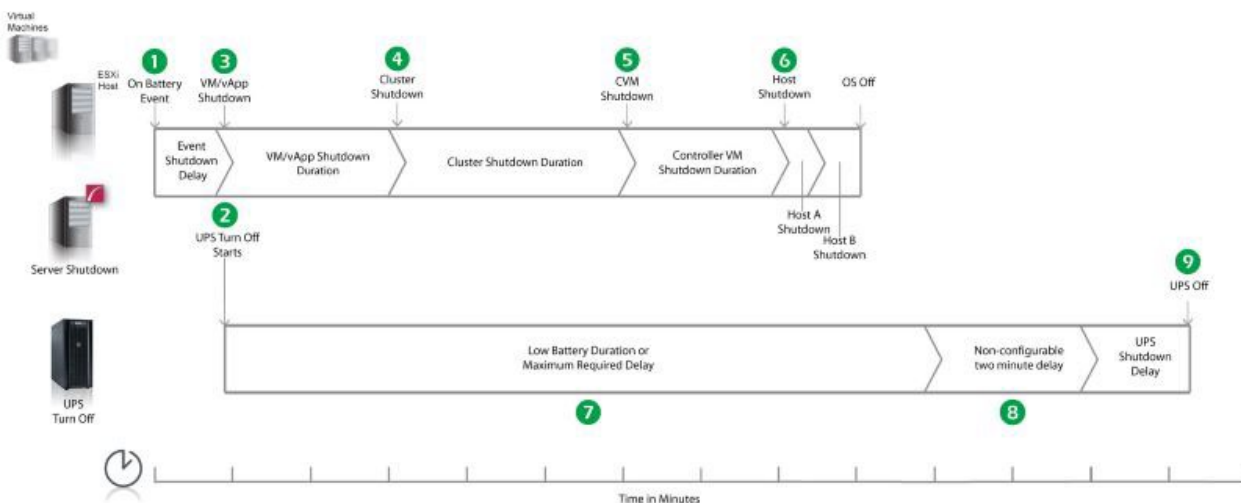 Virtual
Machines
ESXi
Host
1
On Battery
Event
3
VM/vApp
Shutdown
4
Cluster
Shutdown
5
CVM
Shutdown
6
Host
Shutdown
OS Off
Event
Shutdown
Delay
VM/vApp Shutdown
Duration
Cluster Shutdown Duration
Controller VM
Shutdown Duration
Host A
Shutdown
Host B
Shutdown
Server Shutdown
2
UPS Turn Off
Starts
9
UPS Off
Low Battery Duration or
Maximum Required Delay
Non-configurable
two minute delay
UPS
Shutdown
Delay
UPS
Turn Off
7
8
Time in Minutes